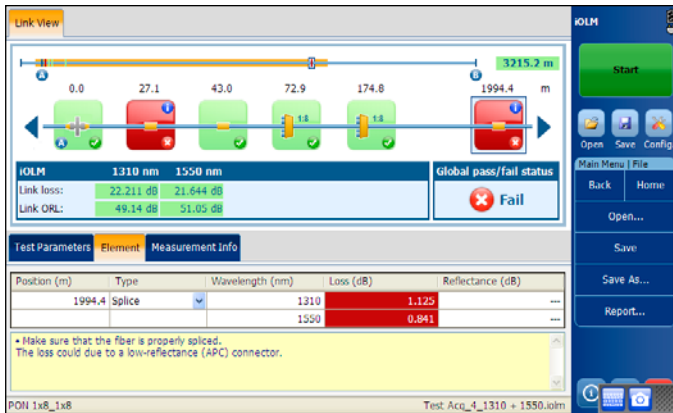 Link View
iOLM
3215.2 m
Start
A
B
0.0 27.1 43.0 72.9 174.8 1994.4 m
1:8 1:8
A
Open Save Config
iOLM 1310 nm 1550 nm
Global pass/fail status
Main Menu | File
Link loss: 22.211 dB 21.644 dB
Fail
Back Home
Link ORL: 49.14 dB 51.05 dB
Open...
Test Parameters Element Measurement Info
Save
Position (m) Type Wavelength (nm) Loss (dB) Reflectance (dB)
Save As...
1994.4 Splice 1310 1.125 ---
Report...
1550 0.841 ---
• Make sure that the fiber is properly spliced.
The loss could due to a low-reflectance (APC) connector.
PON 1x8_1x8
Test Acq_4_1310 + 1550.iolm